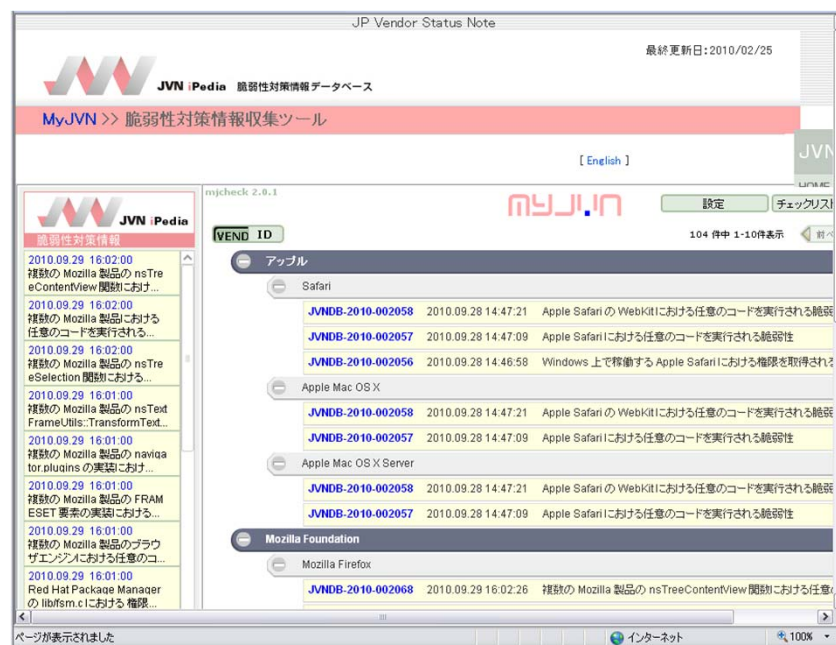 JP Vendor Status Note
最終更新日:2010/02/25
JVN iPedia 脆弱性対策情報データベース
MyJVN >> 脆弱性対策情報収集ツール
[ English ]
JVN
HOME
JVN iPedia
脆弱性対策情報
2010.09.29 16:02:00
複数の Mozilla 製品の nsTre
eContentView 関数におけ...
2010.09.29 16:02:00
複数の Mozilla 製品における
任意のコードを実行される...
2010.09.29 16:02:00
複数の Mozilla 製品の nsTre
eSelection 関数における...
2010.09.29 16:01:00
複数の Mozilla 製品の nsText
FrameUtils::TransformText...
2010.09.29 16:01:00
複数の Mozilla 製品の naviga
tor.plugins の実装におけ...
2010.09.29 16:01:00
複数の Mozilla 製品の FRAM
ESET 要素の実装における...
2010.09.29 16:01:00
複数の Mozilla 製品のブラウ
ザエンジンにおける任意のコ...
2010.09.29 16:01:00
Red Hat Package Manager
の lib/fsm.c における 権限...
mjcheck 2.0.1
MYJVN
設定
チェックリスト
VEND ID
104 件中 1-10件表示
前へ
アップル
Safari
JVNDB-2010-002058 2010.09.28 14:47:21 Apple Safari の WebKit における任意のコードを実行される脆弱
JVNDB-2010-002057 2010.09.28 14:47:09 Apple Safari における任意のコードを実行される脆弱性
JVNDB-2010-002056 2010.09.28 14:46:58 Windows 上で稼働する Apple Safari における権限を取得される
Apple Mac OS X
JVNDB-2010-002058 2010.09.28 14:47:21 Apple Safari の WebKit における任意のコードを実行される脆弱
JVNDB-2010-002057 2010.09.28 14:47:09 Apple Safari における任意のコードを実行される脆弱性
Apple Mac OS X Server
JVNDB-2010-002058 2010.09.28 14:47:21 Apple Safari の WebKit における任意のコードを実行される脆弱
JVNDB-2010-002057 2010.09.28 14:47:09 Apple Safari における任意のコードを実行される脆弱性
Mozilla Foundation
Mozilla Firefox
JVNDB-2010-002068 2010.09.29 16:02:26 複数の Mozilla 製品の nsTreeContentView 関数における任意
ページが表示されました
インターネット
100%